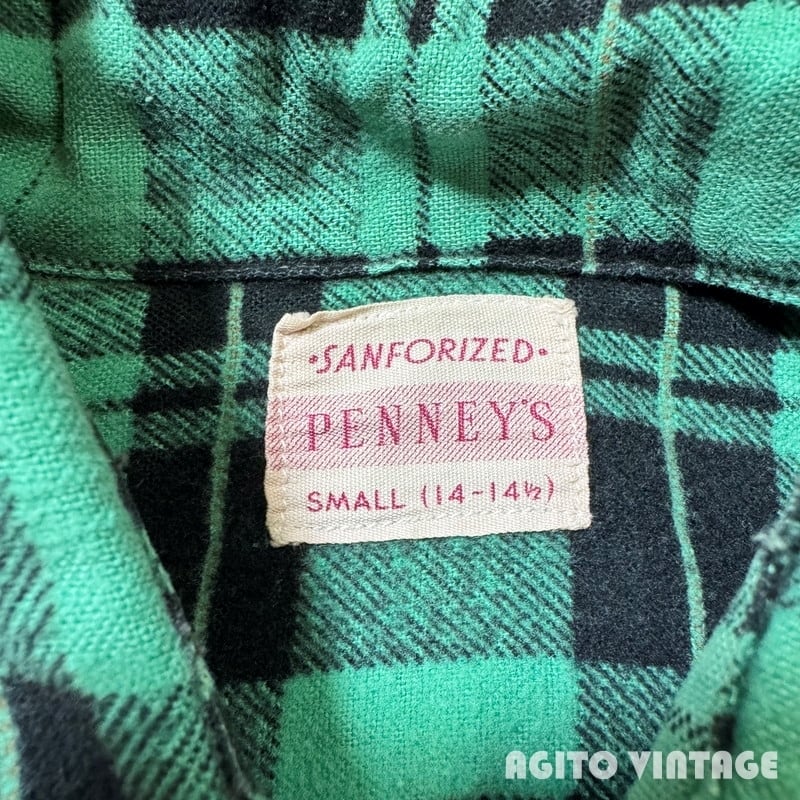 •SANFORIZED•
PENNEY'S
SMALL (14-14½)
AGITO VINTAGE